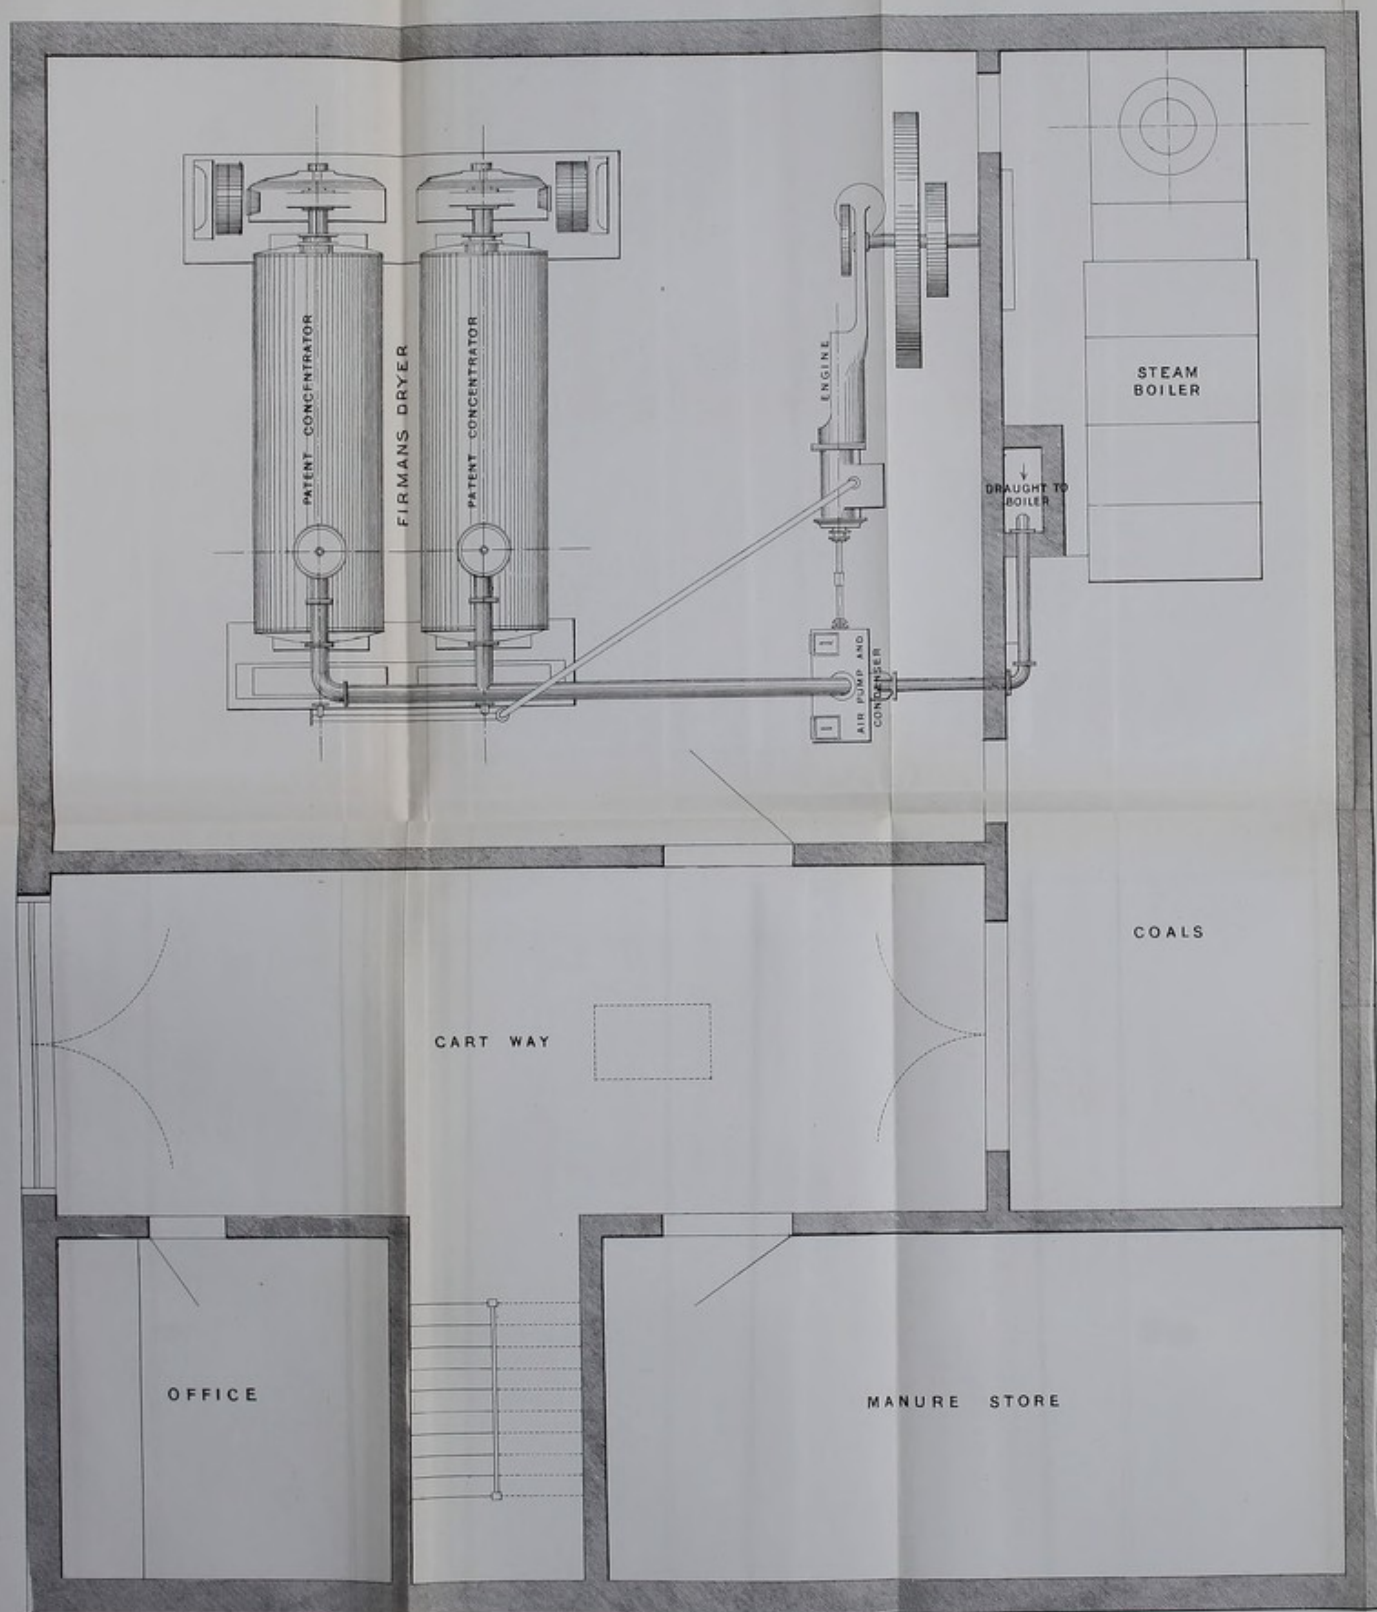 PATENT CONCENTRATOR
FIRMANS DRYER
PATENT CONCENTRATOR
ENGINE
STEAM
BOILER
DRAUGHT TO
BOILER
AIR PUMP AND
CONDENSER
COALS
CART WAY
OFFICE
MANURE STORE